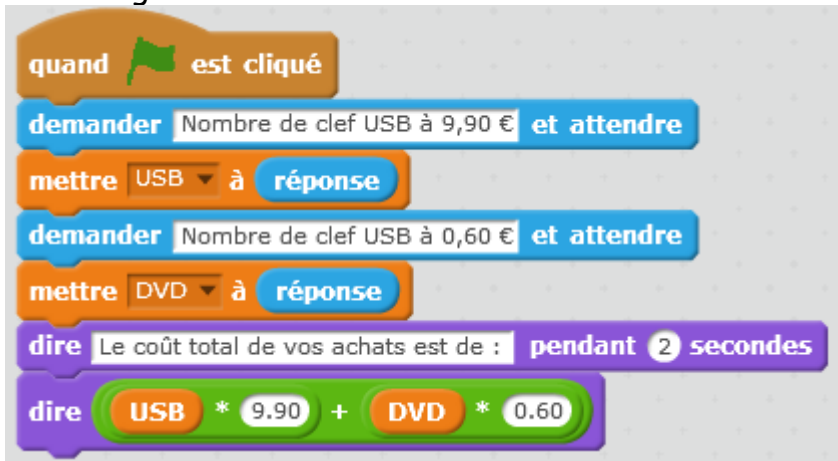 quand est cliqué
demander Nombre de clef USB à 9,90 € et attendre
mettre USB à réponse
demander Nombre de clef USB à 0,60 € et attendre
mettre DVD à réponse
dire Le coût total de vos achats est de : pendant 2 secondes
dire USB * 9.90 + DVD * 0.60